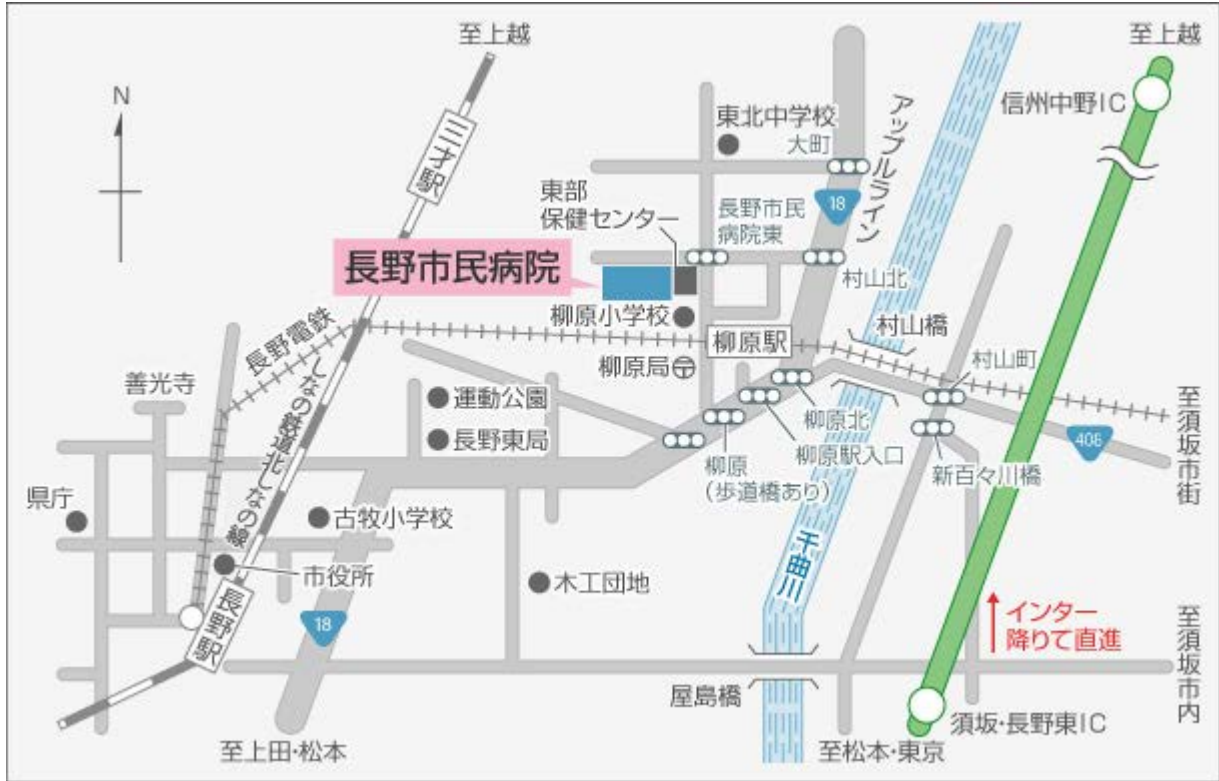 至上越
至上越
N
三才駅
東北中学校
大町
アップルライン
信州中野IC
18
東部
保健センター
長野市民
病院東
長野市民病院
村山北
柳原小学校
柳原駅
村山橋
長野電鉄
柳原局
村山町
善光寺
しなの鉄道北しなの線
運動公園
長野東局
柳原北
柳原駅入口
柳原
(歩道橋あり)
新百々川橋
408
至須坂市街
県庁
古牧小学校
市役所
木工団地
千曲川
長野駅
18
インター
降りて直進
至須坂市内
屋島橋
須坂・長野東IC
至上田・松本
至松本・東京